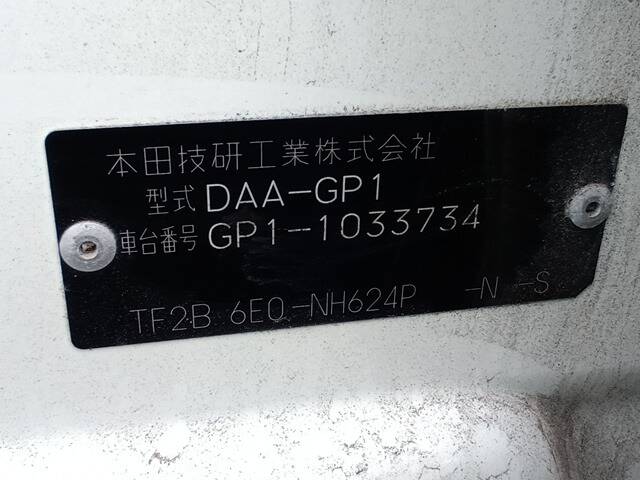 本田技研工業株式会社
型式 DAA-GP1
車台番号 GP1-1033734
TF2B 6E0-NH624P -N -S